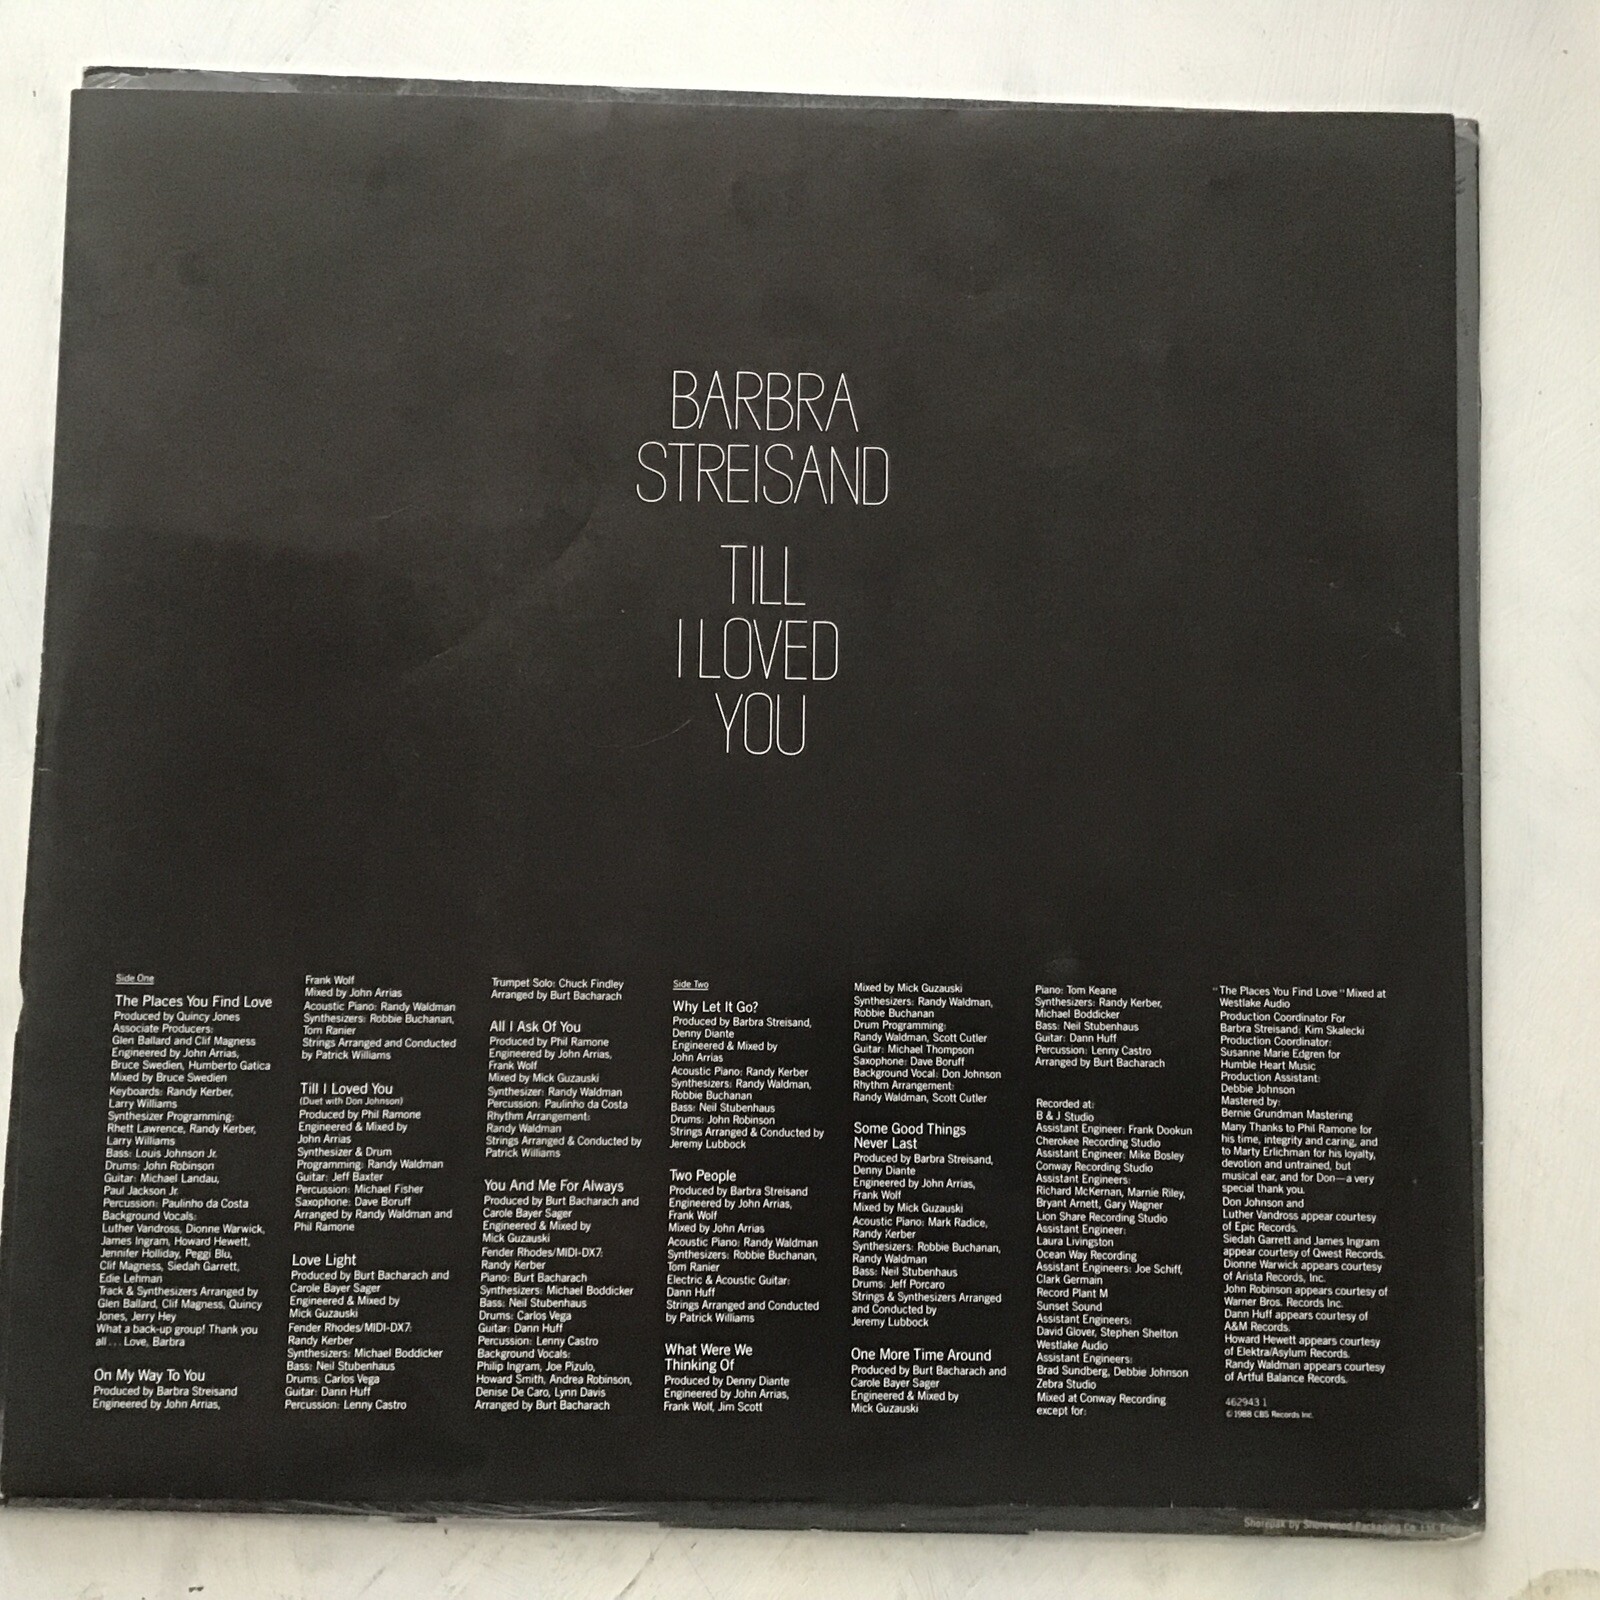 BARBRA
STREISAND
TILL
I LOVED
YOU
Side One
The Places You Find Love
Produced by Quincy Jones
Associate Producers:
Glen Ballard and Clif Magness
Engineered by John Arrias,
Bruce Swedien, Humberto Gatica
Mixed by Bruce Swedien
Keyboards: Randy Kerber,
Larry Williams
Synthesizer Programming:
Rhett Lawrence, Randy Kerber,
Larry Williams
Bass: Louis Johnson Jr.
Drums: John Robinson
Guitar: Michael Landau,
Paul Jackson Jr.
Percussion: Paulinho da Costa
Background Vocals:
Luther Vandross, Dionne Warwick,
James Ingram, Howard Hewett,
Jennifer Holliday, Peggi Blu,
Clif Magness, Siedah Garrett,
Edie Lehman
Track & Synthesizers Arranged by
Glen Ballard, Clif Magness, Quincy
Jones, Jerry Hey
What a back-up group! Thank you
all... Love, Barbra
On My Way To You
Produced by Barbra Streisand
Engineered by John Arrias,
Frank Wolf
Mixed by John Arrias
Acoustic Piano: Randy Waldman
Synthesizers: Robbie Buchanan,
Tom Ranier
Strings Arranged and Conducted
by Patrick Williams
Till I Loved You
(Duet with Don Johnson)
Produced by Phil Ramone
Engineered & Mixed by
John Arrias
Synthesizer & Drum
Programming: Randy Waldman
Guitar: Jeff Baxter
Percussion: Michael Fisher
Saxophone: Dave Boruff
Arranged by Randy Waldman and
Phil Ramone
Love Light
Produced by Burt Bacharach and
Carole Bayer Sager
Engineered & Mixed by
Mick Guzauski
Fender Rhodes/MIDI-DX7:
Randy Kerber
Synthesizers: Michael Boddicker
Bass: Neil Stubenhaus
Drums: Carlos Vega
Guitar: Dann Huff
Percussion: Lenny Castro
Trumpet Solo: Chuck Findley
Arranged by Burt Bacharach
All I Ask Of You
Produced by Phil Ramone
Engineered by John Arrias,
Frank Wolf
Mixed by Mick Guzauski
Synthesizer: Randy Waldman
Percussion: Paulinho da Costa
Rhythm Arrangement:
Randy Waldman
Strings Arranged & Conducted by
Patrick Williams
You And Me For Always
Produced by Burt Bacharach and
Carole Bayer Sager
Engineered & Mixed by
Mick Guzauski
Fender Rhodes/MIDI-DX7:
Randy Kerber
Piano: Burt Bacharach
Synthesizers: Michael Boddicker
Bass: Neil Stubenhaus
Drums: Carlos Vega
Guitar: Dann Huff
Percussion: Lenny Castro
Background Vocals:
Philip Ingram, Joe Pizulo,
Howard Smith, Andrea Robinson,
Denise De Caro, Lynn Davis
Arranged by Burt Bacharach
Side Two
Why Let It Go?
Produced by Barbra Streisand,
Denny Diante
Engineered & Mixed by
John Arrias
Acoustic Piano: Randy Kerber
Synthesizers: Randy Waldman,
Robbie Buchanan
Bass: Neil Stubenhaus
Drums: John Robinson
Strings Arranged & Conducted by
Jeremy Lubbock
Two People
Produced by Barbra Streisand
Engineered by John Arrias,
Frank Wolf
Mixed by John Arrias
Acoustic Piano: Randy Waldman
Synthesizers: Robbie Buchanan,
Tom Ranier
Electric & Acoustic Guitar:
Dann Huff
Strings Arranged and Conducted
by Patrick Williams
What Were We
Thinking Of
Produced by Denny Diante
Engineered by John Arrias,
Frank Wolf, Jim Scott
Mixed by Mick Guzauski
Synthesizers: Randy Waldman,
Robbie Buchanan
Drum Programming:
Randy Waldman, Scott Cutler
Guitar: Michael Thompson
Saxophone: Dave Boruff
Background Vocal: Don Johnson
Rhythm Arrangement:
Randy Waldman, Scott Cutler
Some Good Things
Never Last
Produced by Barbra Streisand,
Denny Diante
Engineered by John Arrias,
Frank Wolf
Mixed by Mick Guzauski
Acoustic Piano: Mark Radice,
Randy Kerber
Synthesizers: Robbie Buchanan,
Randy Waldman
Bass: Neil Stubenhaus
Drums: Jeff Porcaro
Strings & Synthesizers Arranged
and Conducted by
Jeremy Lubbock
One More Time Around
Produced by Burt Bacharach and
Carole Bayer Sager
Engineered & Mixed by
Mick Guzauski
Piano: Tom Keane
Synthesizers: Randy Kerber,
Michael Boddicker
Bass: Neil Stubenhaus
Guitar: Dann Huff
Percussion: Lenny Castro
Arranged by Burt Bacharach
Recorded at:
B & J Studio
Assistant Engineer: Frank Dookun
Cherokee Recording Studio
Assistant Engineer: Mike Bosley
Conway Recording Studio
Assistant Engineers:
Richard McKernan, Marnie Riley,
Bryant Arnett, Gary Wagner
Lion Share Recording Studio
Assistant Engineer:
Laura Livingston
Ocean Way Recording
Assistant Engineers: Joe Schiff,
Clark Germain
Record Plant M
Sunset Sound
Assistant Engineers:
David Glover, Stephen Shelton
Westlake Audio
Assistant Engineers:
Brad Sundberg, Debbie Johnson
Zebra Studio
Mixed at Conway Recording
except for:
"The Places You Find Love" Mixed at
Westlake Audio
Production Coordinator For
Barbra Streisand: Kim Skalecki
Production Coordinator:
Susanne Marie Edgren for
Humble Heart Music
Production Assistant:
Debbie Johnson
Mastered by:
Bernie Grundman Mastering
Many Thanks to Phil Ramone for
his time, integrity and caring, and
to Marty Erlichman for his loyalty,
devotion and untrained, but
musical ear, and for Don—a very
special thank you.
Don Johnson and
Luther Vandross appear courtesy
of Epic Records.
Siedah Garrett and James Ingram
appear courtesy of Qwest Records.
Dionne Warwick appears courtesy
of Arista Records, Inc.
John Robinson appears courtesy of
Warner Bros. Records Inc.
Dann Huff appears courtesy of
A&M Records.
Howard Hewett appears courtesy
of Elektra/Asylum Records.
Randy Waldman appears courtesy
of Artful Balance Records.
462943 1
© 1988 CBS Records Inc.
Shorepak by Shorewood Packaging Co. Ltd.